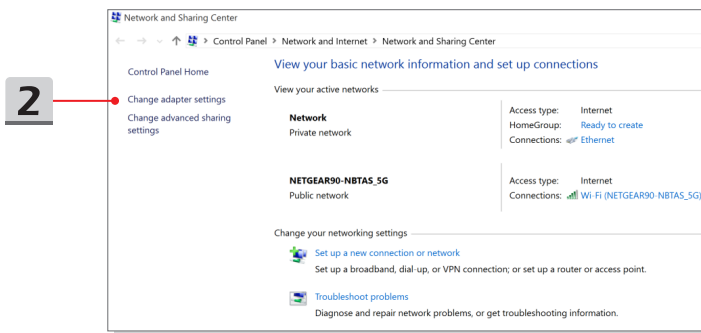 Network and Sharing Center
Control Panel > Network and Internet > Network and Sharing Center
2
Control Panel Home
Change adapter settings
Change advanced sharing
settings
View your basic network information and set up connections
View your active networks
Network
Private network
Access type: Internet
HomeGroup: Ready to create
Connections: Ethernet
NETGEAR90-NBTAS_5G
Public network
Access type: Internet
Connections: Wi-Fi (NETGEAR90-NBTAS_5G)
Change your networking settings
Set up a new connection or network
Set up a broadband, dial-up, or VPN connection; or set up a router or access point.
Troubleshoot problems
Diagnose and repair network problems, or get troubleshooting information.